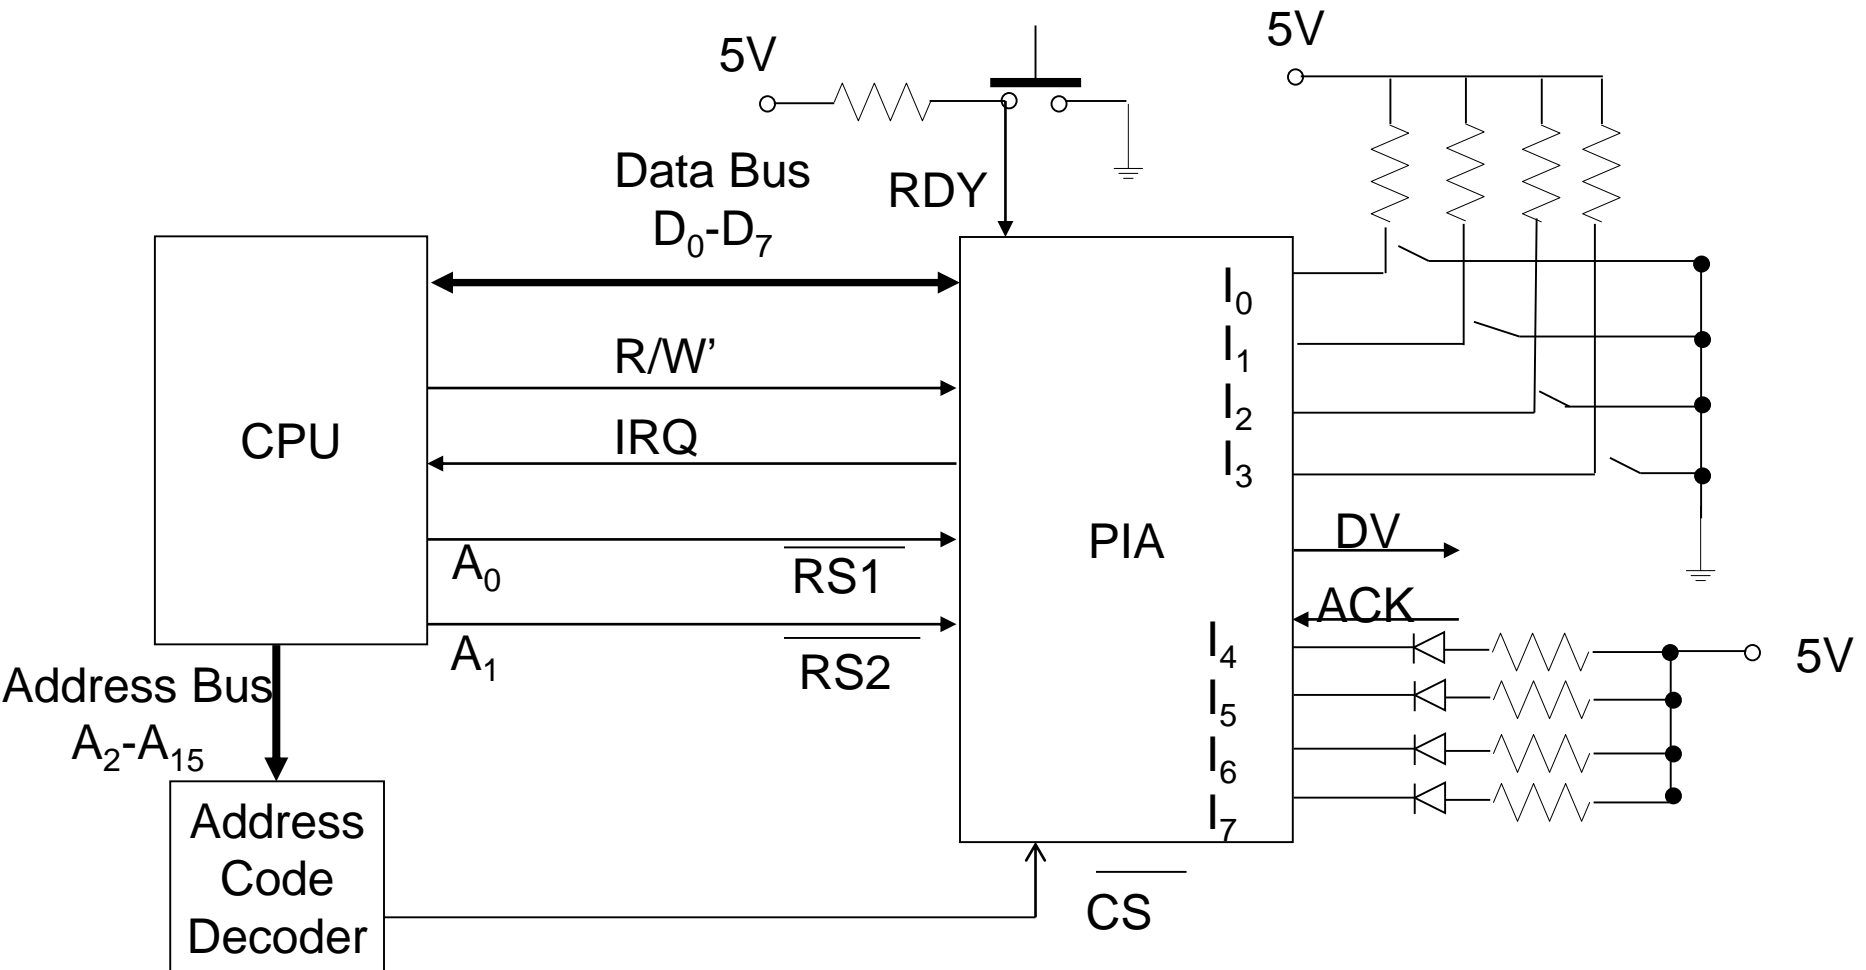 5V
5V
Data Bus
D₀-D₇
RDY
R/W’
IRQ
CPU
PIA
I₀
I₁
I₂
I₃
DV
ACK
A₀
RS1
A₁
RS2
I₄
I₅
I₆
I₇
5V
Address Bus
A₂-A₁₅
Address
Code
Decoder
CS